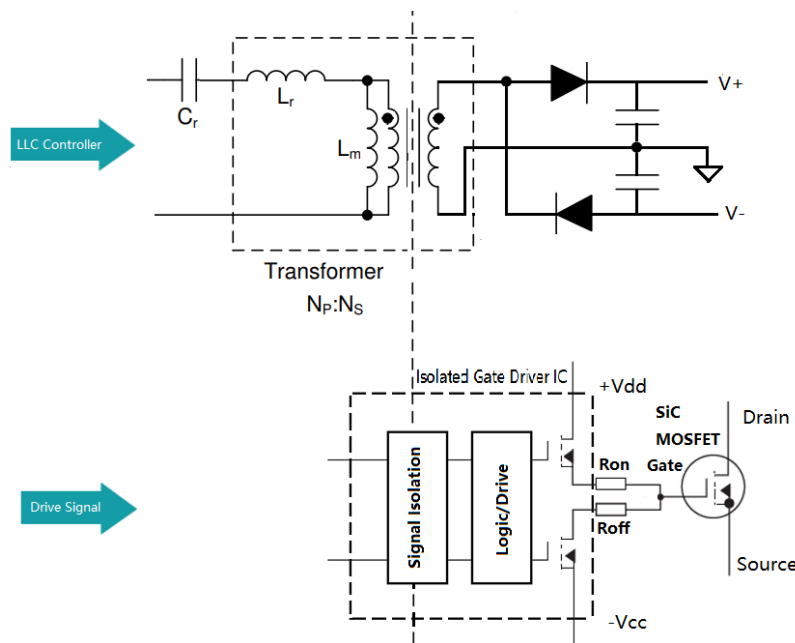 LLC Controller
Cr
Lr
Lm
V+
V-
Transformer
NP:NS
Isolated Gate Driver IC
+Vdd
SiC
MOSFET
Gate
Drain
Drive Signal
Signal Isolation
Logic/Drive
Ron
Roff
Source
-Vcc